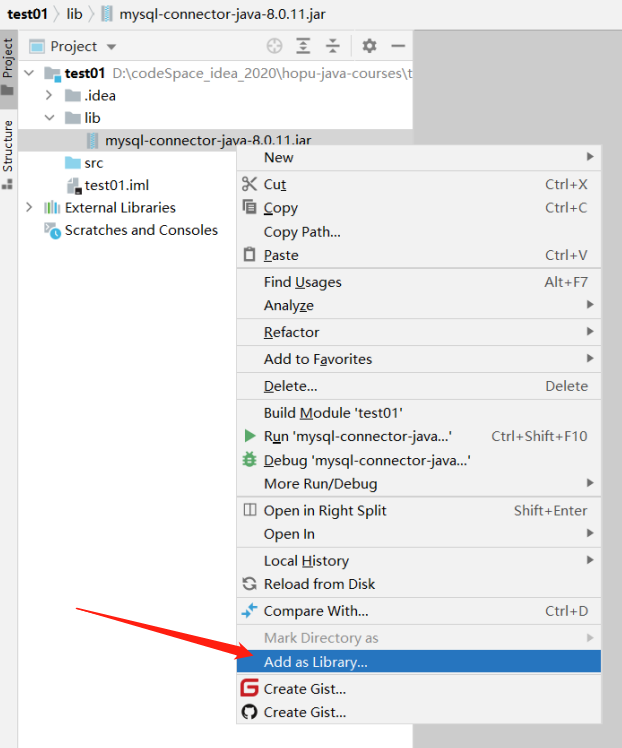 test01 lib mysql-connector-java-8.0.11.jar
Project
Project
Structure
test01 D:\codeSpace_idea_2020\hopu-java-courses\t
.idea
lib
mysql-connector-java-8.0.11.jar
src
test01.iml
External Libraries
Scratches and Consoles
New
Cut Ctrl+X
Copy Ctrl+C
Copy Path...
Paste Ctrl+V
Find Usages Alt+F7
Analyze
Refactor
Add to Favorites
Delete... Delete
Build Module 'test01'
Run 'mysql-connector-java...' Ctrl+Shift+F10
Debug 'mysql-connector-java...'
More Run/Debug
Open in Right Split Shift+Enter
Open In
Local History
Reload from Disk
Compare With... Ctrl+D
Mark Directory as
Add as Library...
Create Gist...
Create Gist...